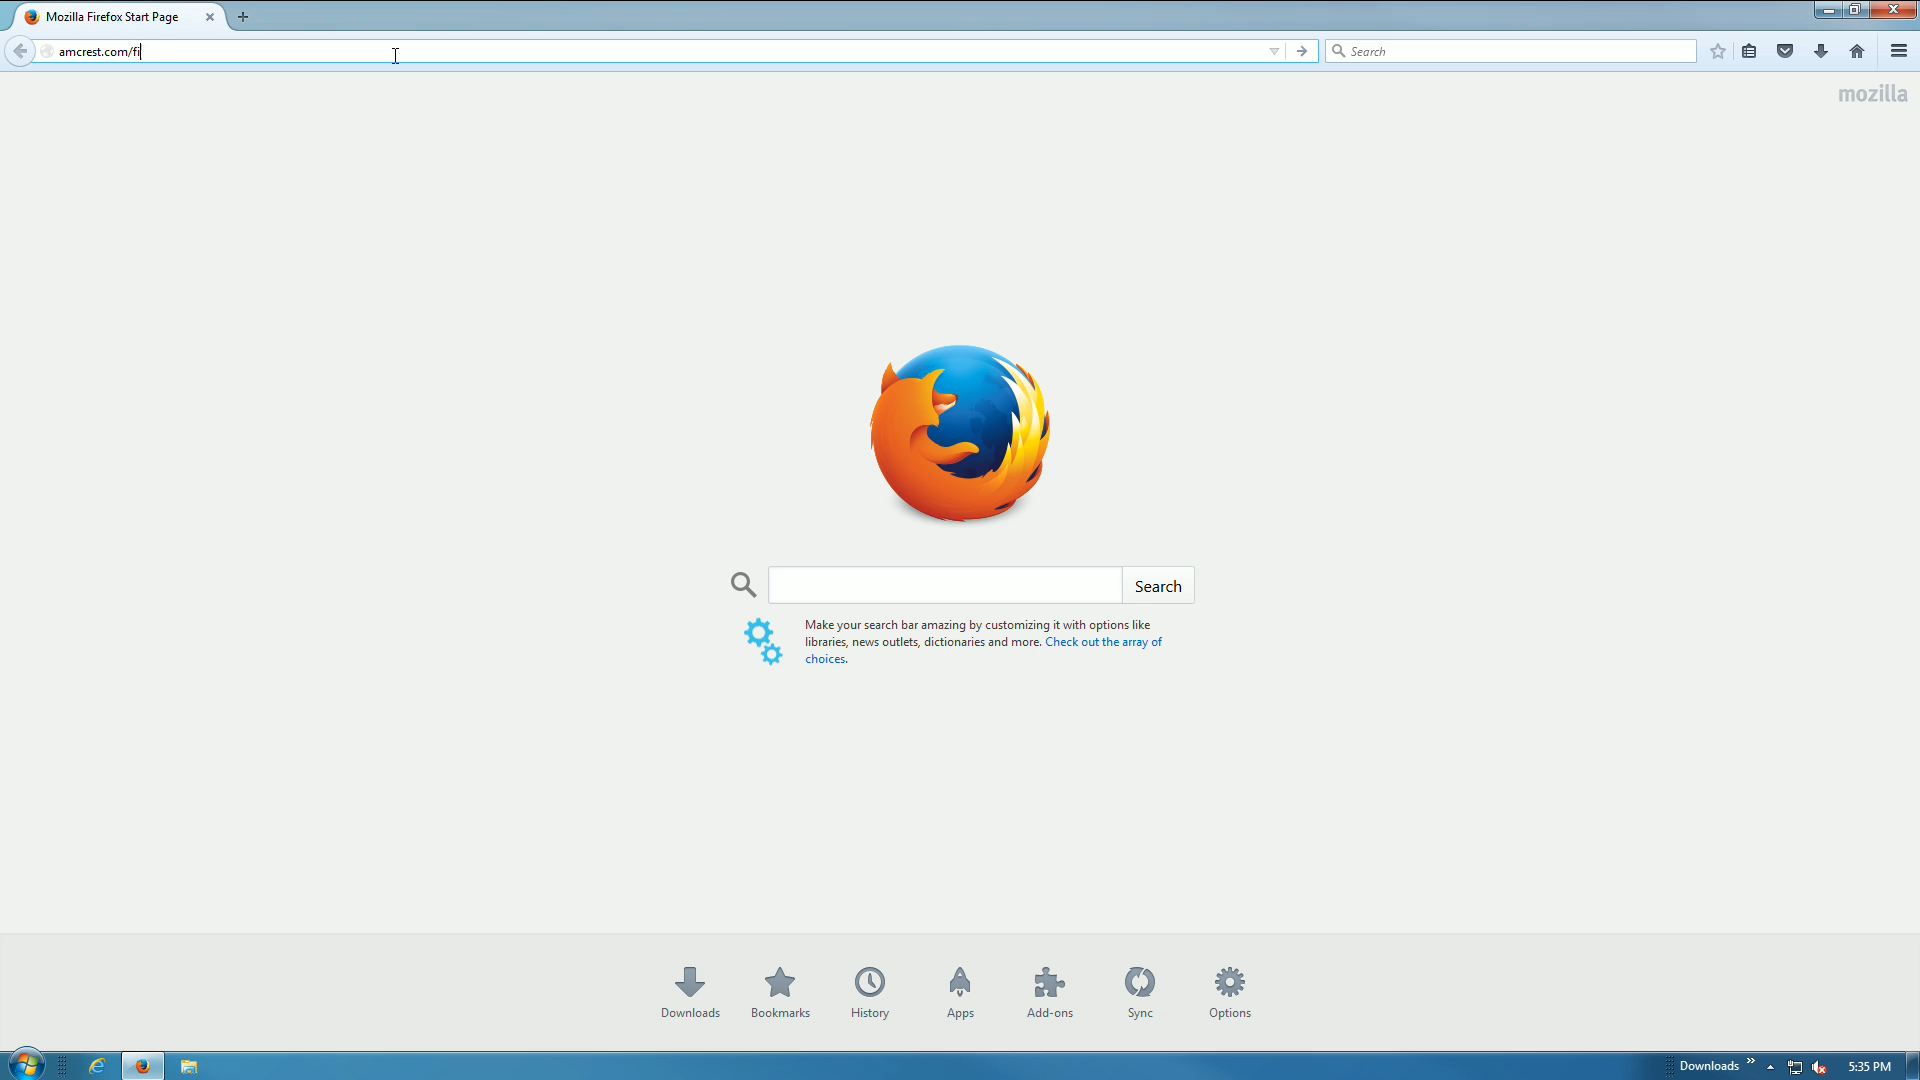 Mozilla Firefox Start Page
amcrest.com/fi
Search
mozilla
Search
Make your search bar amazing by customizing it with options like
libraries, news outlets, dictionaries and more. Check out the array of
choices.
Downloads
Bookmarks
History
Apps
Add-ons
Sync
Options
Downloads
5:35 PM